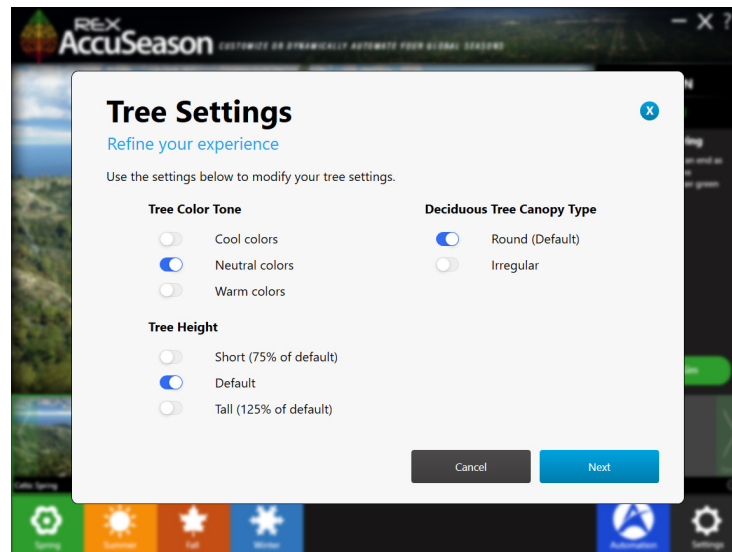 REX
AccuSeason CUSTOMIZE OR DYNAMICALLY AUTOMATE YOUR GLOBAL SEASONS
Tree Settings
X
Refine your experience
Use the settings below to modify your tree settings.
Tree Color Tone
Cool colors
Neutral colors
Warm colors
Deciduous Tree Canopy Type
Round (Default)
Irregular
Tree Height
Short (75% of default)
Default
Tall (125% of default)
Cancel
Next
Celtic Spring
Spring
Summer
Fall
Winter
Automation
Settings